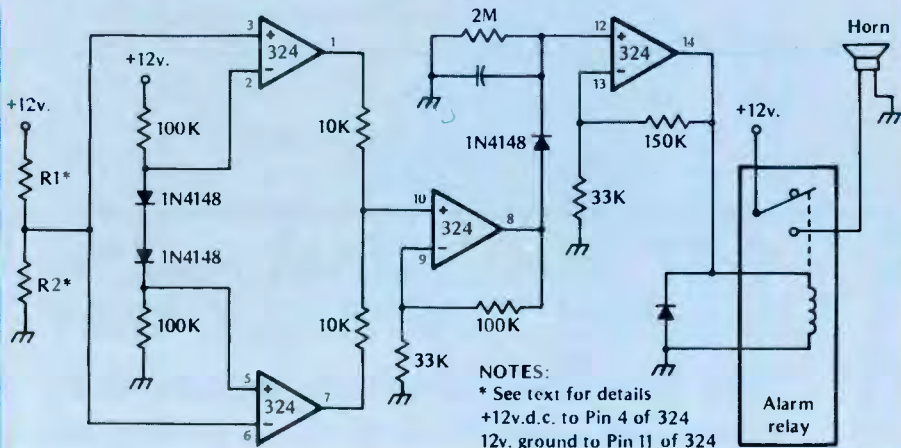 2M
12
14
Horn
3
+
324
1
-
2
+
324
-
13
+12v.
+12v.
+12v.
100K
10K
1N4148
150K
R1*
1N4148
10
+
324
8
-
9
33K
1N4148
R2*
100K
10K
100K
33K
5
+
324
7
-
6
NOTES:
* See text for details
+12v.d.c. to Pin 4 of 324
12v. ground to Pin 11 of 324
Alarm
relay